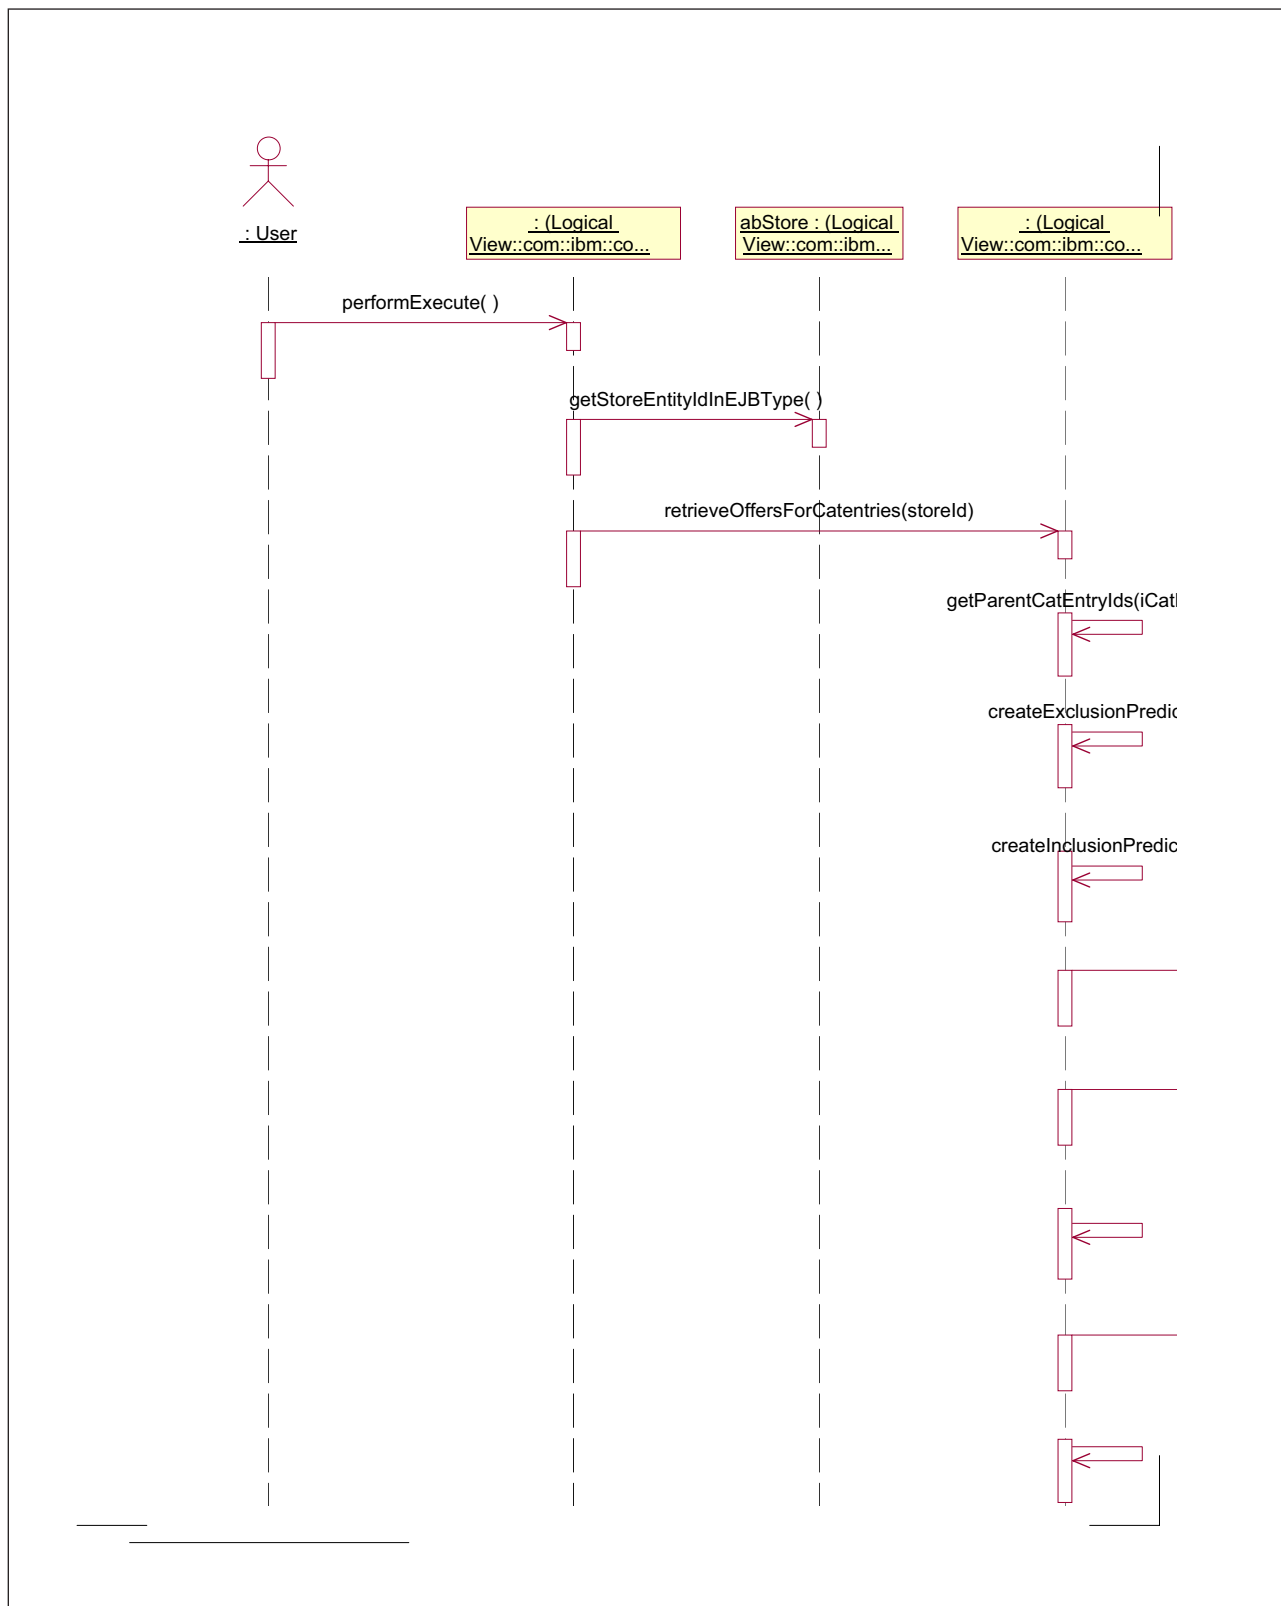 : User
: (Logical
View::com::ibm::co...
abStore : (Logical
View::com::ibm...
: (Logical
View::com::ibm::co...
performExecute( )
getStoreEntityIdInEJBType( )
retrieveOffersForCatentries(storeId)
getParentCatEntryIds(iCatI
createExclusionPredic
createInclusionPredic